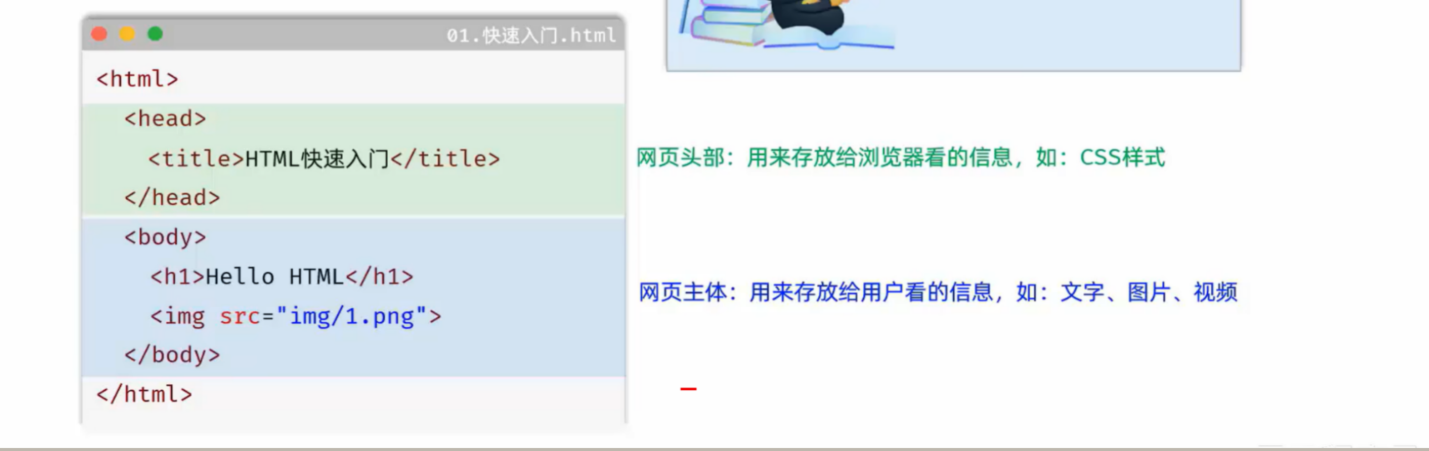 01.快速入门.html
<html>
<head>
<title>HTML快速入门</title>
</head>
网页头部：用来存放给浏览器看的信息，如：CSS样式
<body>
<h1>Hello HTML</h1>
<img src="img/1.png">
</body>
网页主体：用来存放给用户看的信息，如：文字、图片、视频
</html>